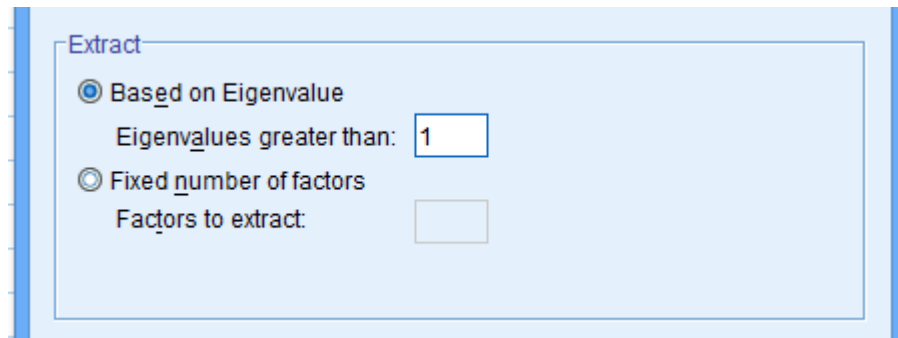 Extract
Based on Eigenvalue
Eigenvalues greater than: 1
Fixed number of factors
Factors to extract: